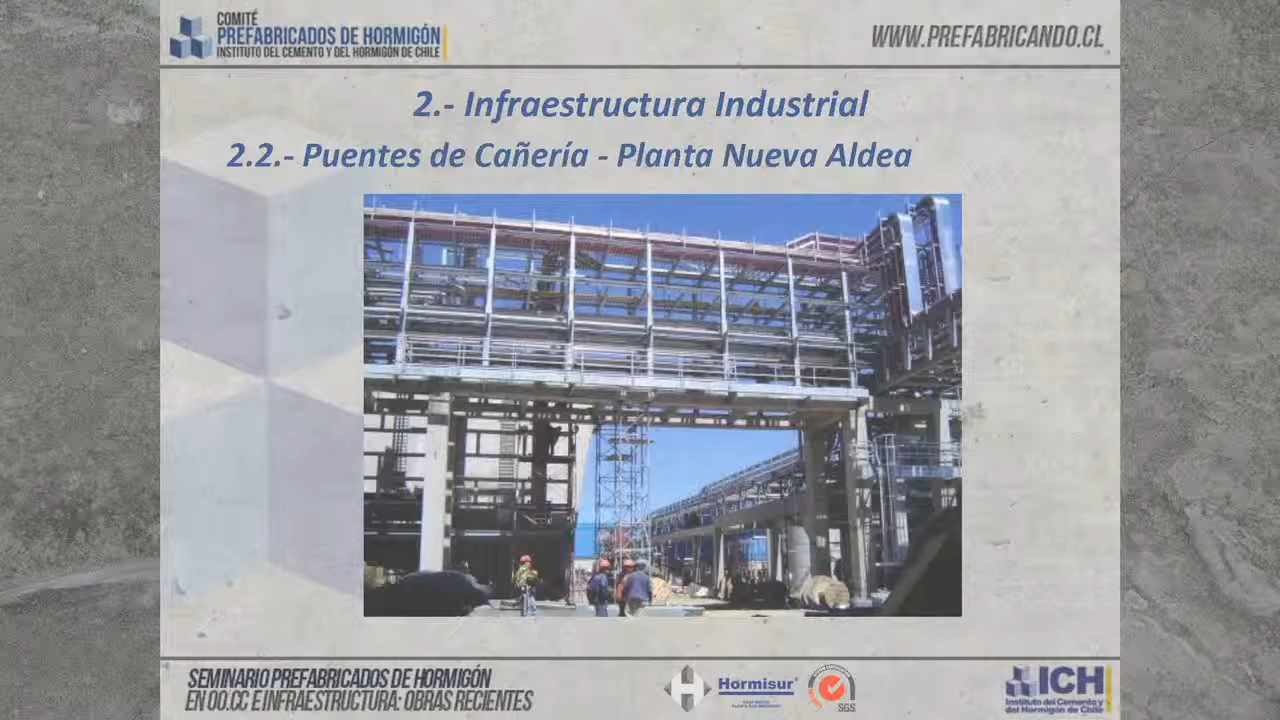 COMITÉ
PREFABRICADOS DE HORMIGÓN
INSTITUTO DEL CEMENTO Y DEL HORMIGÓN DE CHILE
WWW.PREFABRICANDO.CL
2.- Infraestructura Industrial
2.2.- Puentes de Cañería - Planta Nueva Aldea
SEMINARIO PREFABRICADOS DE HORMIGÓN
EN OO.CC E INFRAESTRUCTURA: OBRAS RECIENTES
Hormisur
SGS
ICH
Instituto del Cemento y
del Hormigón de Chile